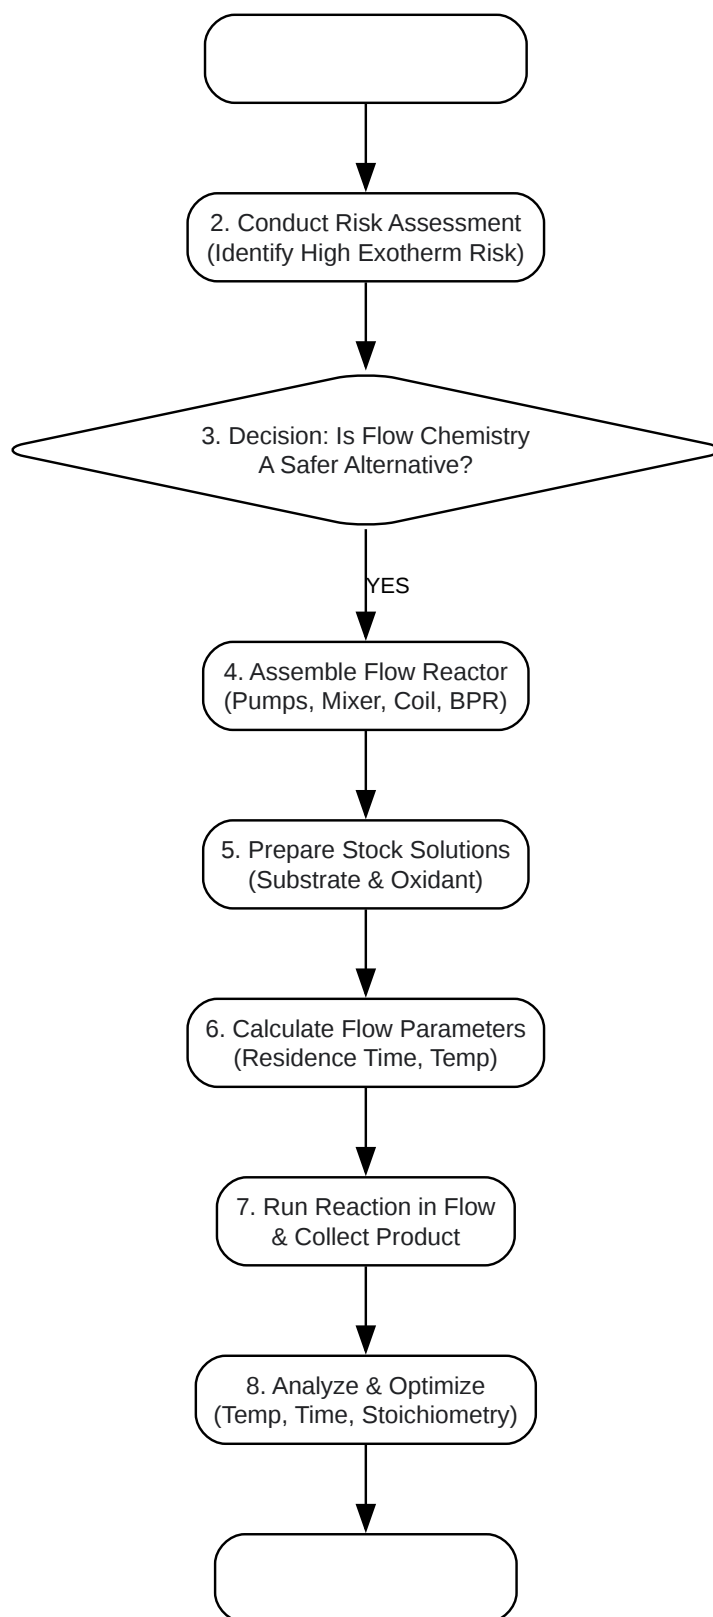 2. Conduct Risk Assessment
(Identify High Exotherm Risk)
3. Decision: Is Flow Chemistry
A Safer Alternative?
YES
4. Assemble Flow Reactor
(Pumps, Mixer, Coil, BPR)
5. Prepare Stock Solutions
(Substrate & Oxidant)
6. Calculate Flow Parameters
(Residence Time, Temp)
7. Run Reaction in Flow
& Collect Product
8. Analyze & Optimize
(Temp, Time, Stoichiometry)